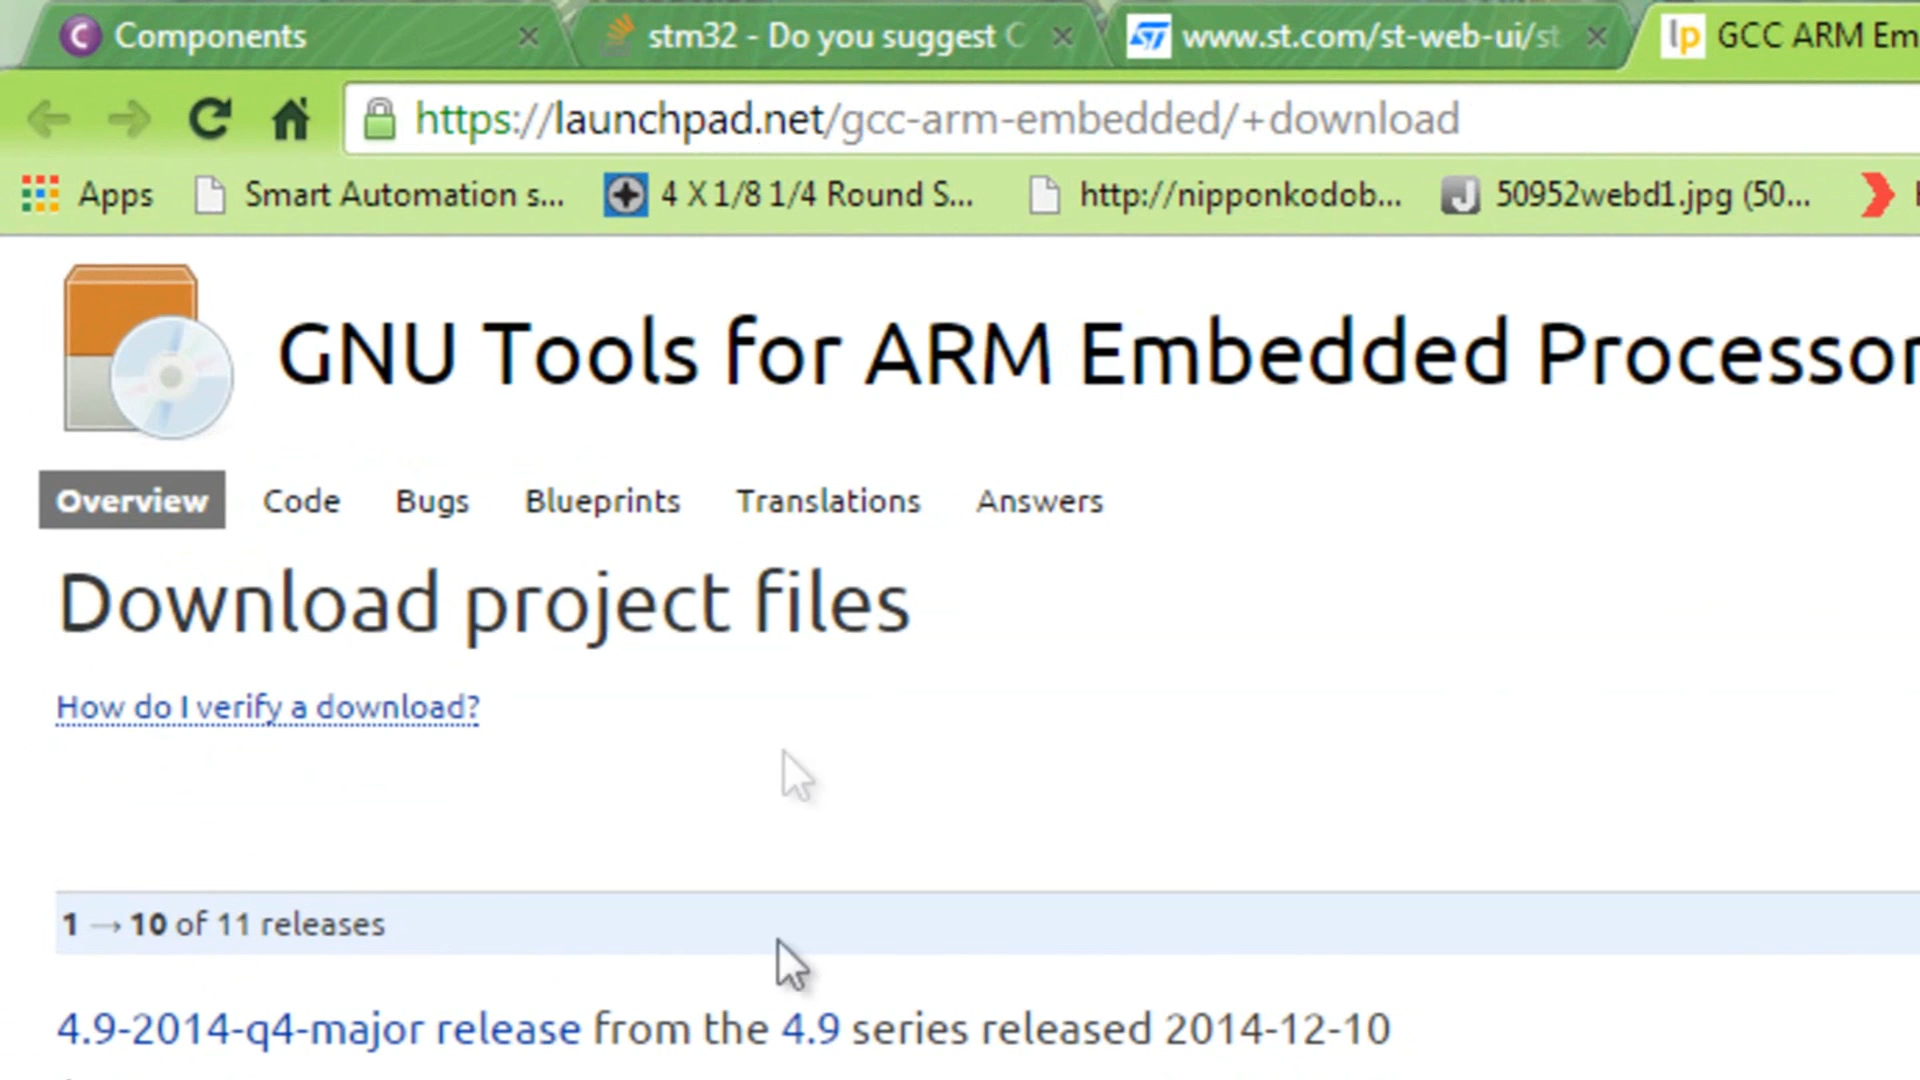 Components
stm32 - Do you suggest C
www.st.com/st-web-ui/st
GCC ARM Em
https://launchpad.net/gcc-arm-embedded/+download
Apps
Smart Automation s...
4 X 1/8 1/4 Round S...
http://nipponkodob...
50952webd1.jpg (50...
GNU Tools for ARM Embedded Processor
Overview Code Bugs Blueprints Translations Answers
Download project files
How do I verify a download?
1 → 10 of 11 releases
4.9-2014-q4-major release from the 4.9 series released 2014-12-10